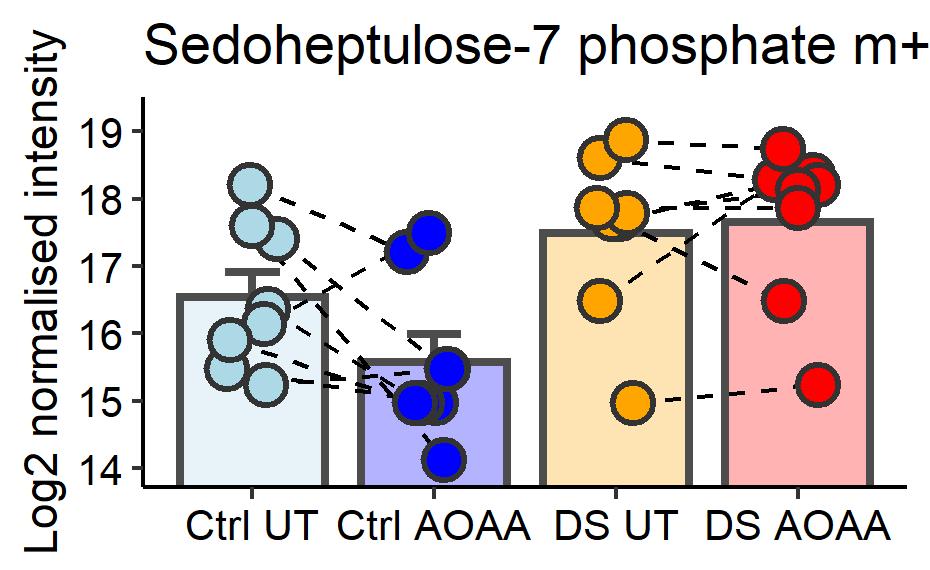 Sedoheptulose-7 phosphate m+
Log2 normalised intensity
19
18
17
16
15
14
Ctrl UT Ctrl AOAA DS UT DS AOAA